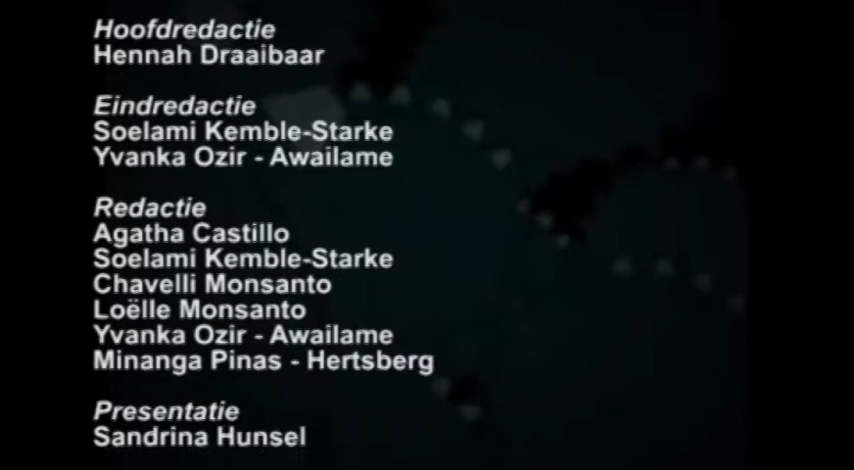 Hoofdredactie
Hennah Draaibaar
Eindredactie
Soelami Kemble-Starke
Yvanka Ozir - Awailame
Redactie
Agatha Castillo
Soelami Kemble-Starke
Chavelli Monsanto
Loëlle Monsanto
Yvanka Ozir - Awailame
Minanga Pinas - Hertsberg
Presentatie
Sandrina Hunsel